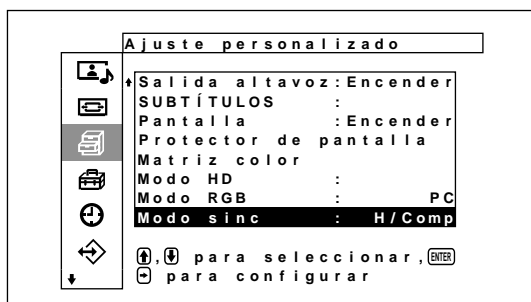 Ajuste personalizado
Salida altavoz:Encender
SUBTÍTULOS :
Pantalla :Encender
Protector de pantalla
Matriz color
Modo HD :
Modo RGB : PC
Modo sinc : H/Comp
, para seleccionar, ENTER
para configurar